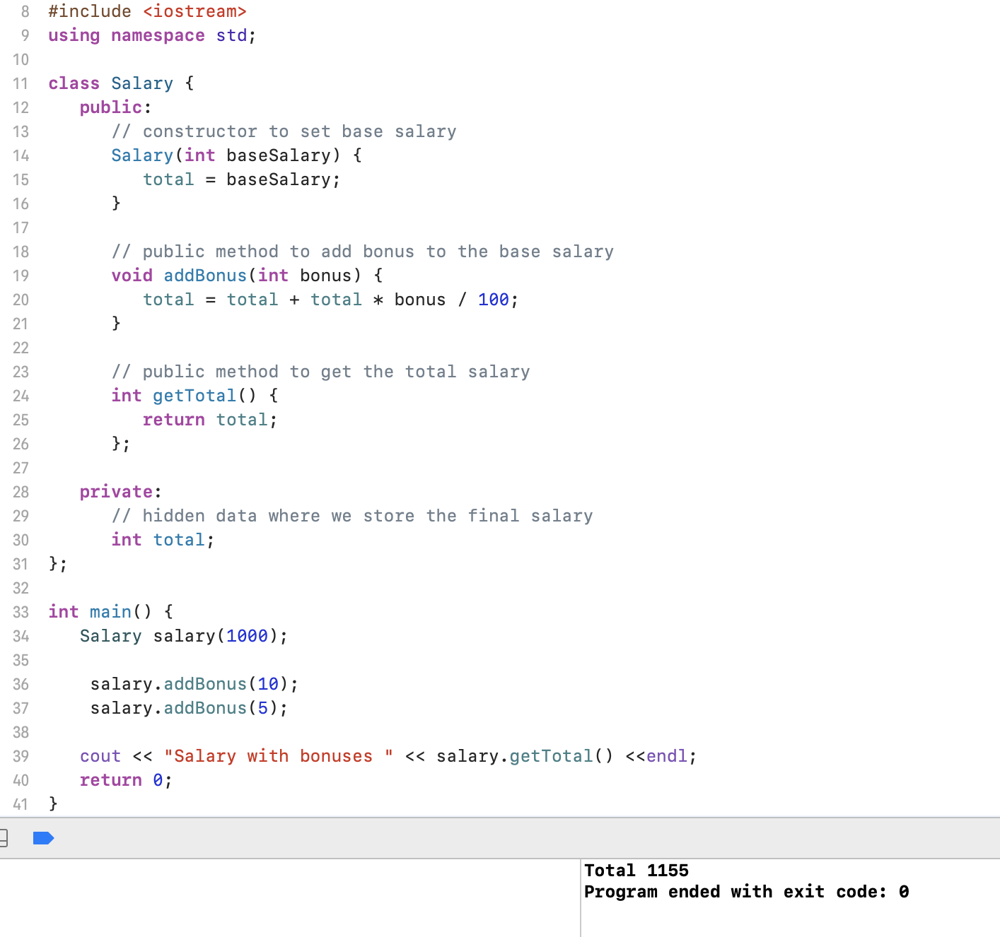 8 #include <iostream>
9 using namespace std;
10
11 class Salary {
12    public:
13       // constructor to set base salary
14       Salary(int baseSalary) {
15          total = baseSalary;
16       }
17
18       // public method to add bonus to the base salary
19       void addBonus(int bonus) {
20          total = total + total * bonus / 100;
21       }
22
23       // public method to get the total salary
24       int getTotal() {
25          return total;
26       };
27
28    private:
29       // hidden data where we store the final salary
30       int total;
31 };
32
33 int main() {
34    Salary salary(1000);
35
36     salary.addBonus(10);
37     salary.addBonus(5);
38
39    cout << "Salary with bonuses " << salary.getTotal() <<endl;
40    return 0;
41 }
Total 1155
Program ended with exit code: 0